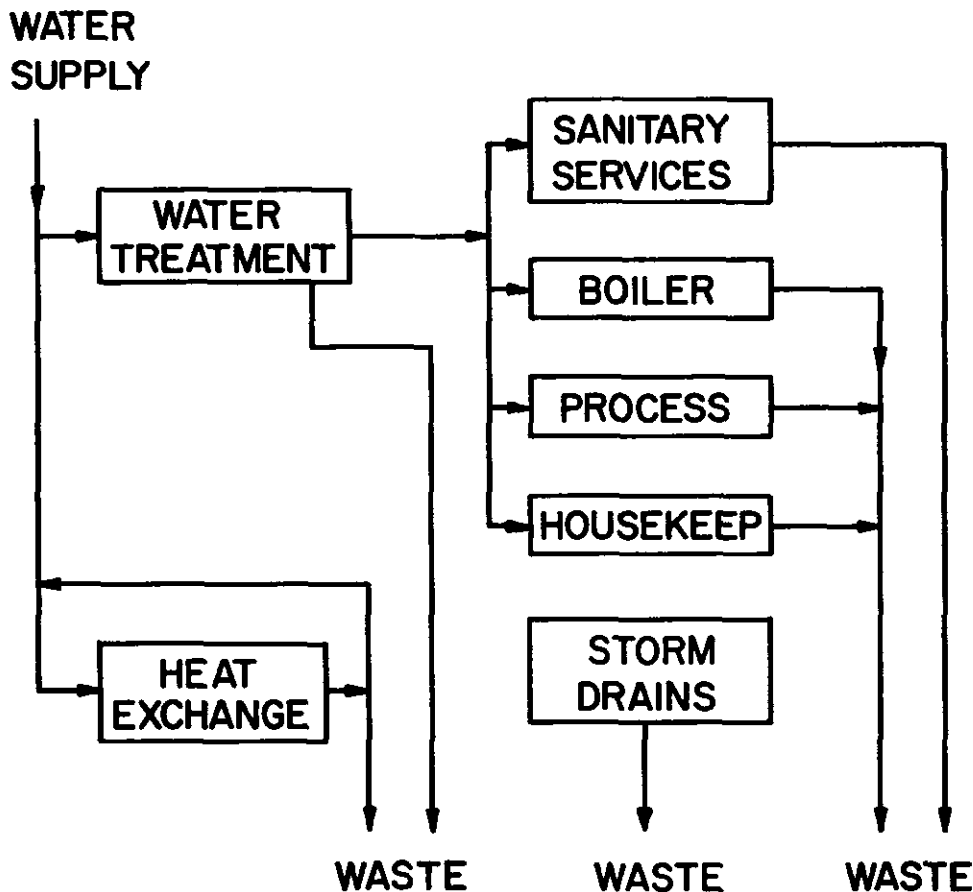 WATER
SUPPLY
SANITARY
SERVICES
WATER
TREATMENT
BOILER
PROCESS
HOUSEKEEP
STORM
DRAINS
HEAT
EXCHANGE
WASTE
WASTE
WASTE